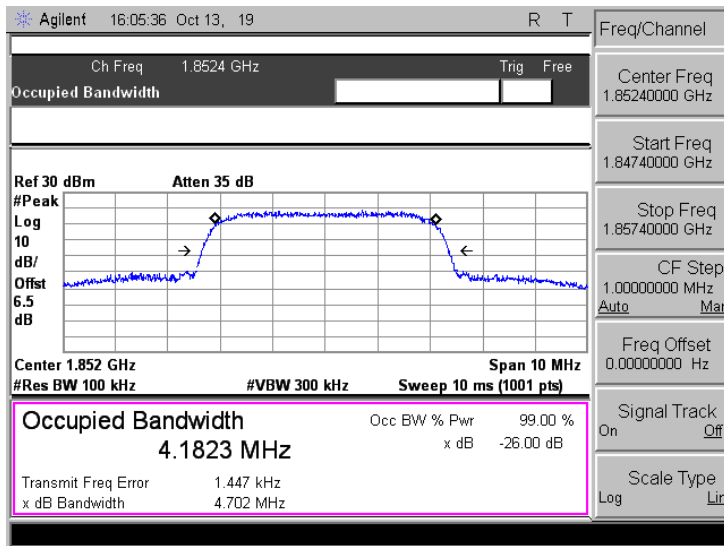 Agilent 16:05:36 Oct 13, 19 R T
Ch Freq 1.8524 GHz Trig Free
Occupied Bandwidth
Ref 30 dBm Atten 35 dB
#Peak
Log
10
dB/
Offst
6.5
dB
Center 1.852 GHz Span 10 MHz
#Res BW 100 kHz #VBW 300 kHz Sweep 10 ms (1001 pts)
Occupied Bandwidth Occ BW % Pwr 99.00 %
4.1823 MHz x dB -26.00 dB
Transmit Freq Error 1.447 kHz
x dB Bandwidth 4.702 MHz
Freq/Channel
Center Freq
1.85240000 GHz
Start Freq
1.84740000 GHz
Stop Freq
1.85740000 GHz
CF Step
1.00000000 MHz
Auto Mar
Freq Offset
0.00000000 Hz
Signal Track
On Off
Scale Type
Log Lin